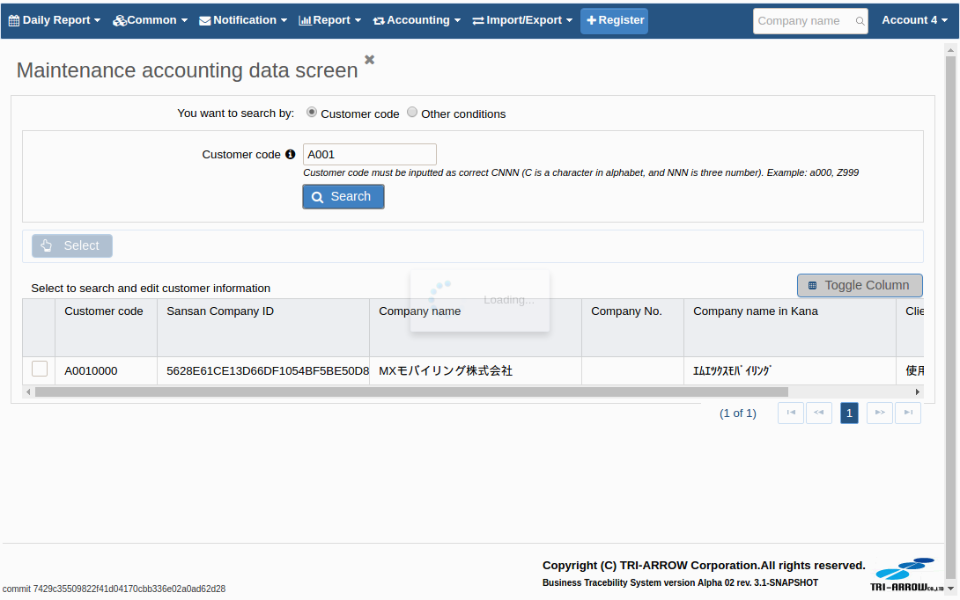 Daily Report Common Notification Report Accounting Import/Export Register Company name Account 4
Maintenance accounting data screen
You want to search by: Customer code Other conditions
Customer code A001
Customer code must be inputted as correct CNNN (C is a character in alphabet, and NNN is three number). Example: a000, Z999
Search
Select
Toggle Column
Select to search and edit customer information
Loading...
Customer code Sansan Company ID Company name Company No. Company name in Kana Clie
A0010000 5628E61CE13D66DF1054BF5BE50D8 MXモバイリング株式会社 ｴﾑｴｯｸｽﾓﾊﾞｲﾘﾝｸﾞ 使用
(1 of 1) 1
Copyright (C) TRI-ARROW Corporation.All rights reserved.
Business Tracebility System version Alpha 02 rev. 3.1-SNAPSHOT
TRI-ARROW CO.,LTD
commit 7429c35509822f41d04170cbb336e02a0ad62d28